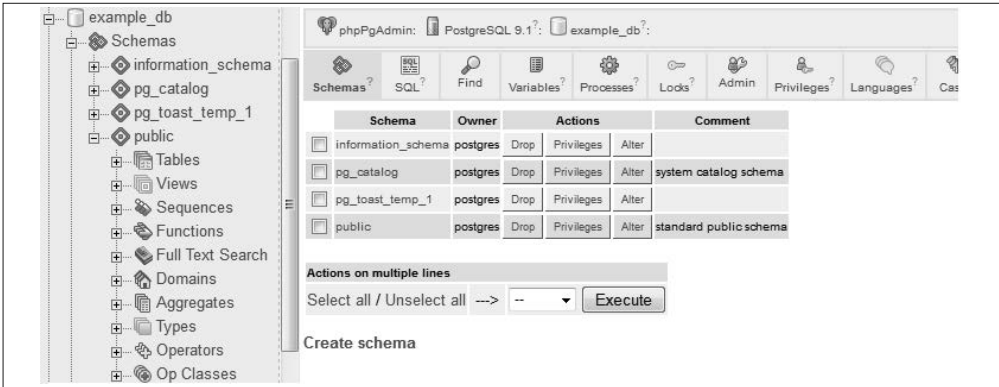 example_db
Schemas
information_schema
pg_catalog
pg_toast_temp_1
public
Tables
Views
Sequences
Functions
Full Text Search
Domains
Aggregates
Types
Operators
Op Classes
phpPgAdmin: PostgreSQL 9.1?: example_db?:
Schemas? SQL? Find Variables? Processes? Locks? Admin Privileges? Languages? Cas
Schema Owner Actions Comment
information_schema postgres Drop Privileges Alter
pg_catalog postgres Drop Privileges Alter system catalog schema
pg_toast_temp_1 postgres Drop Privileges Alter
public postgres Drop Privileges Alter standard public schema
Actions on multiple lines
Select all / Unselect all ---> -- Execute
Create schema